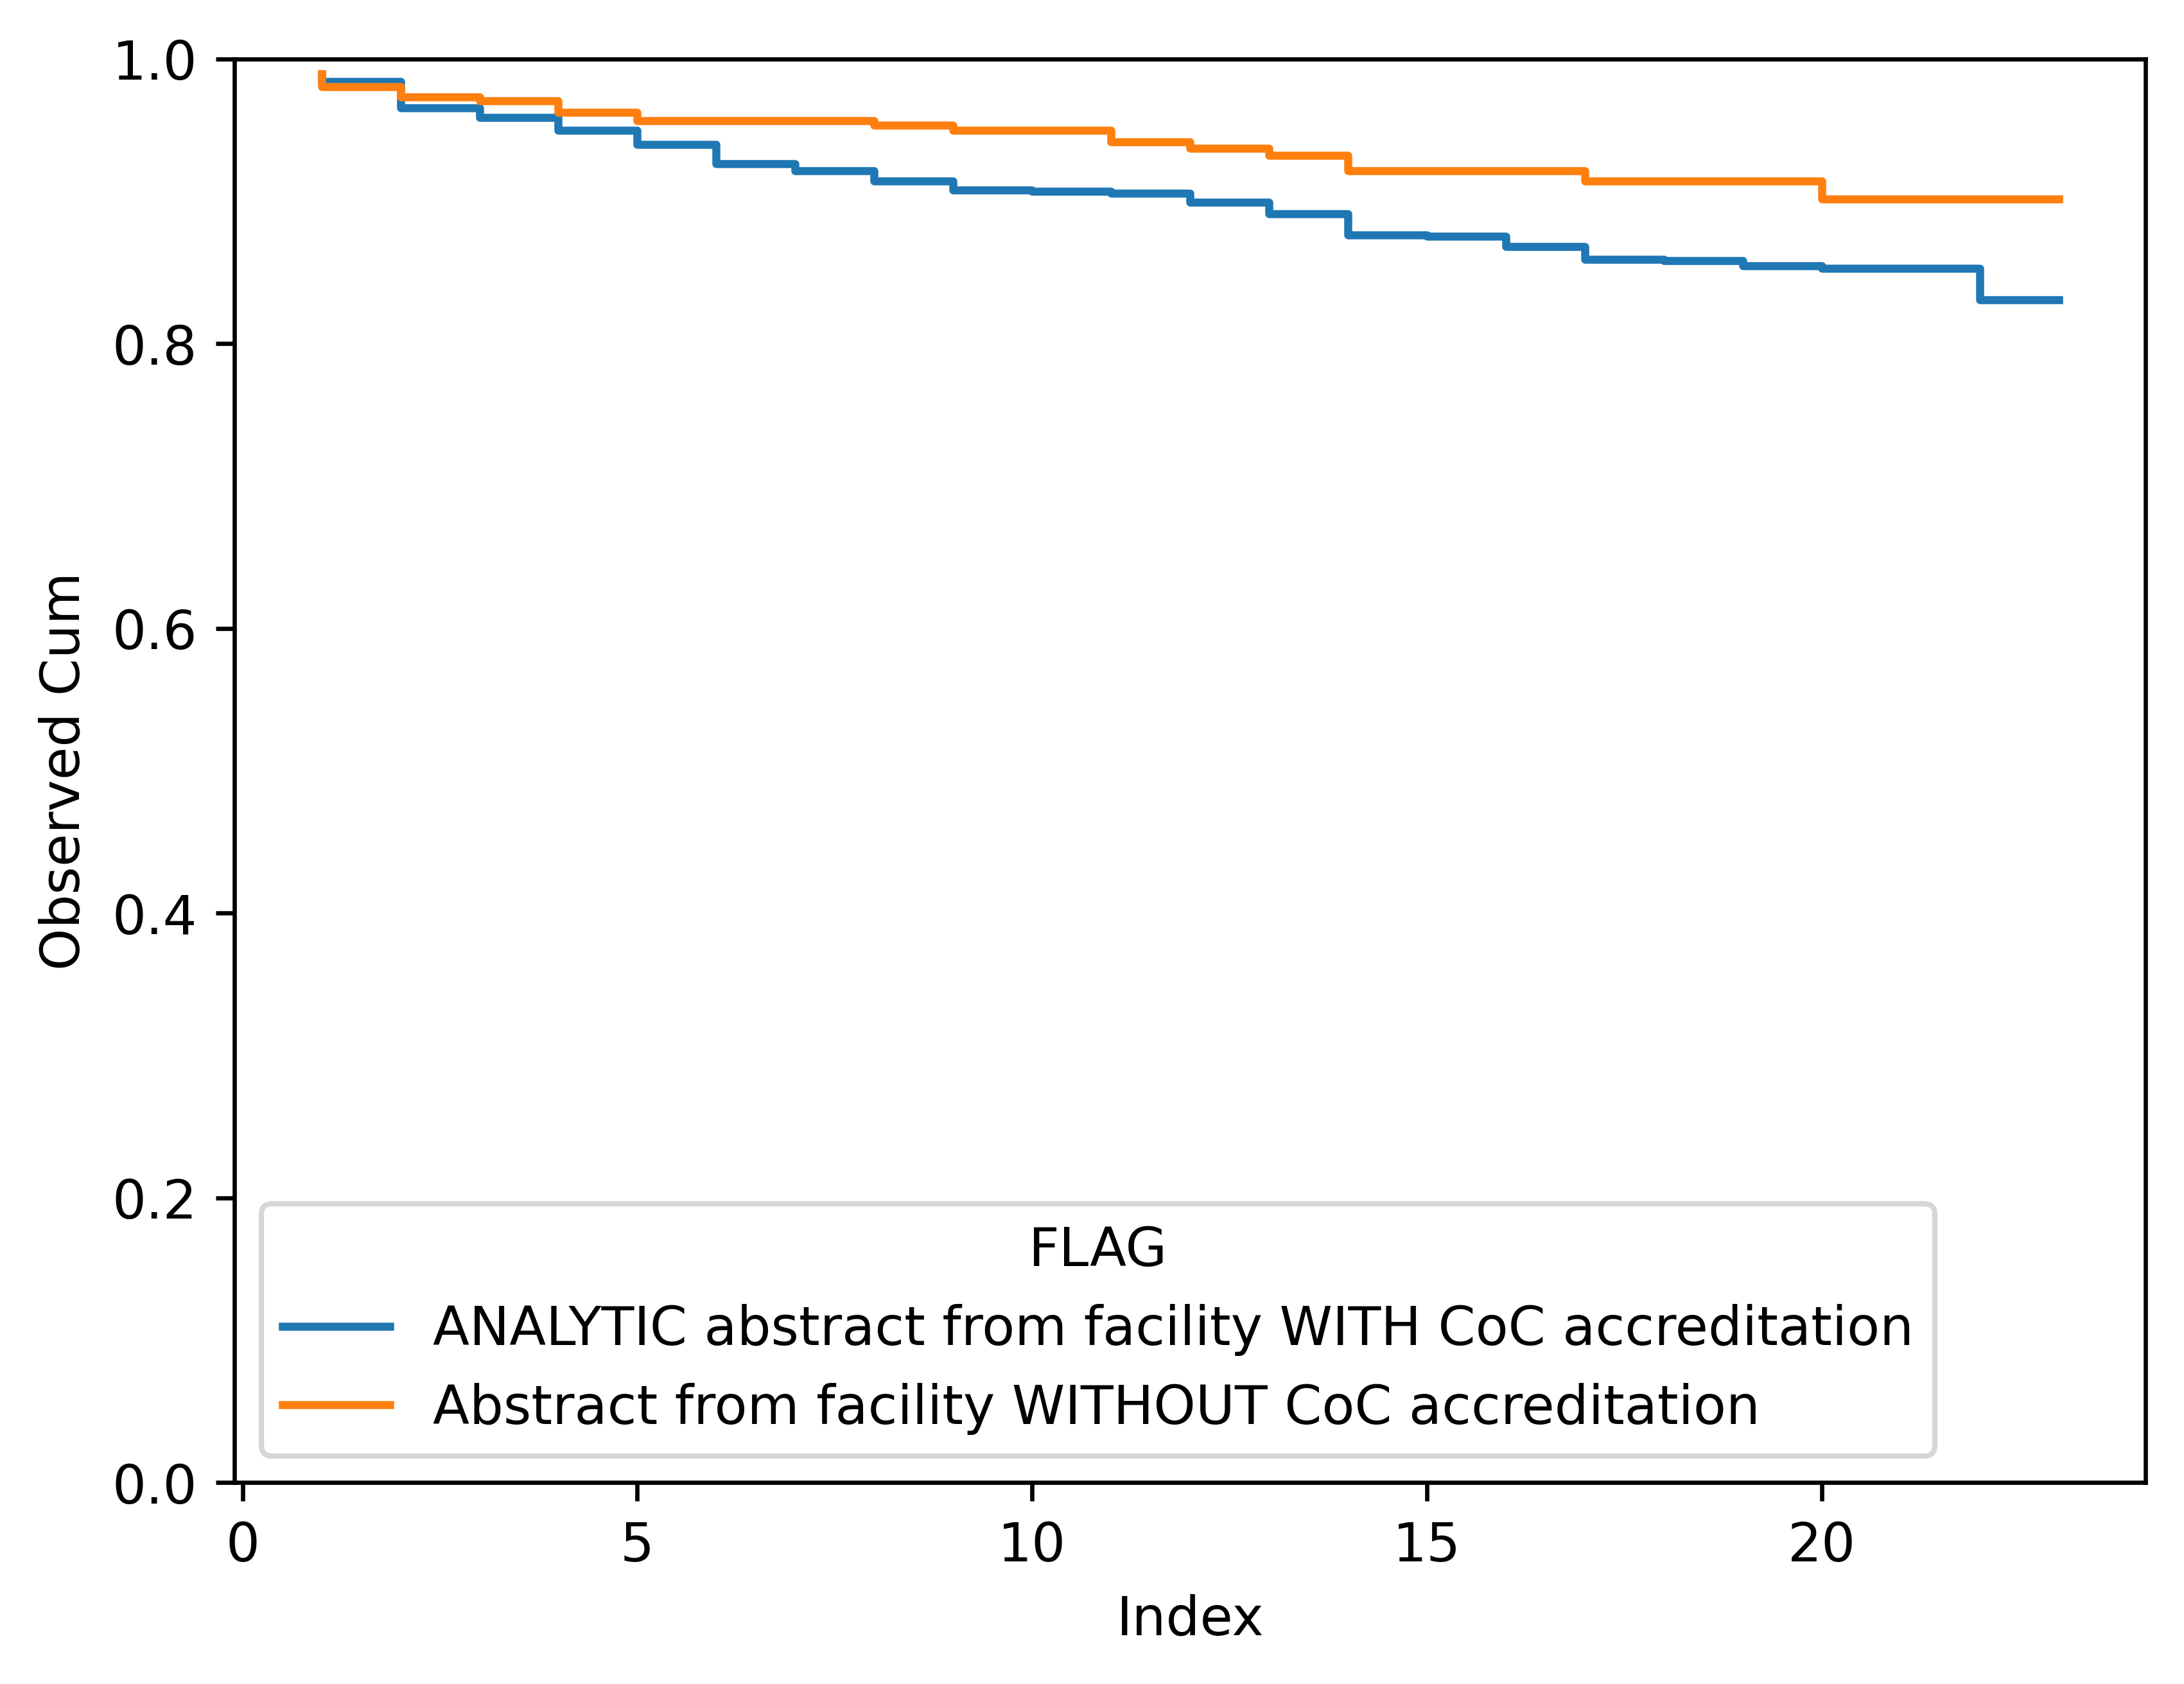 1.0
0.8
0.6
0.4
0.2
0.0
Observed Cum
FLAG
ANALYTIC abstract from facility WITH CoC accreditation
Abstract from facility WITHOUT CoC accreditation
0 5 10 15 20
Index